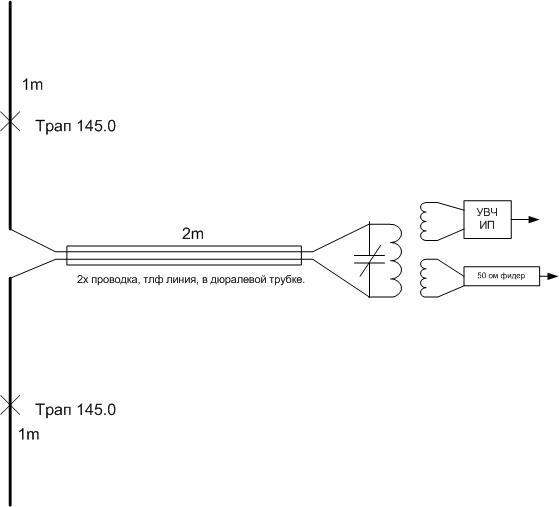 1m
Трап 145.0
2m
УВЧ
ИП
2х проводка, тлф линия, в дюралевой трубке.
50 ом фидер
Трап 145.0
1m